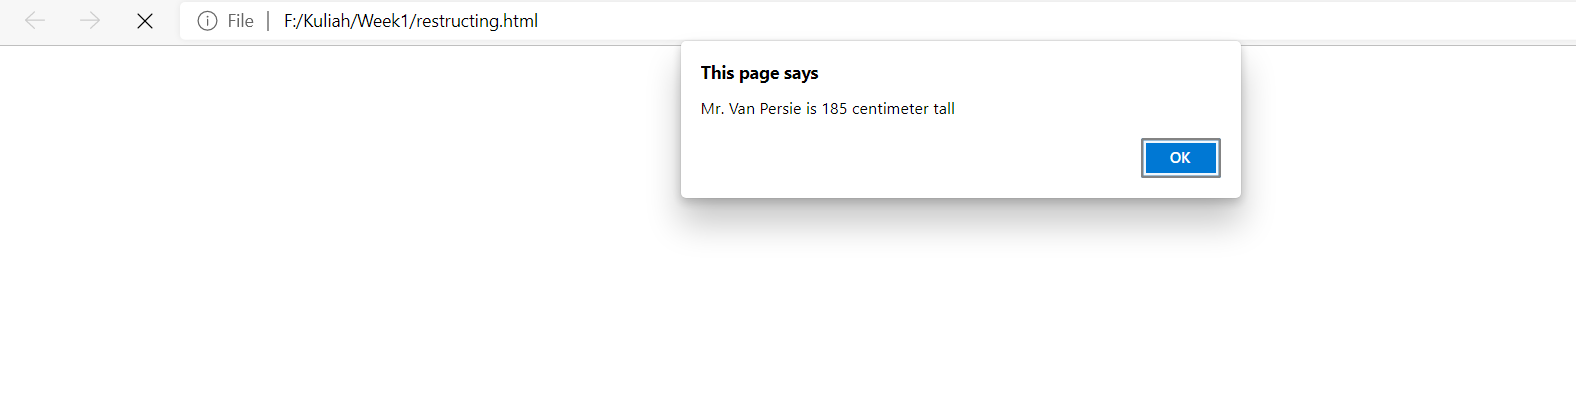 File | F:/Kuliah/Week1/restructing.html
This page says
Mr. Van Persie is 185 centimeter tall
OK